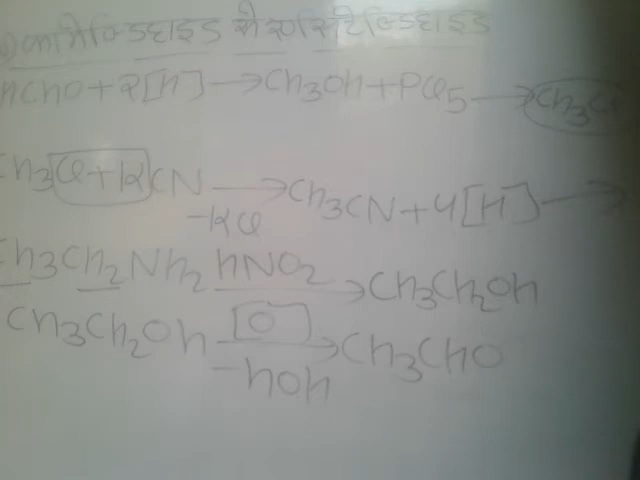 फार्मेल्डिहाइड से एसिटेल्डिहाइड
HCHO + 2[H] → CH3OH + PCl5 → CH3Cl
CH3Cl + KCN → CH3CN + 4[H] →
-KCl
CH3CH2NH2 HNO2 → CH3CH2OH
CH3CH2OH [O] → CH3CHO
-HOH